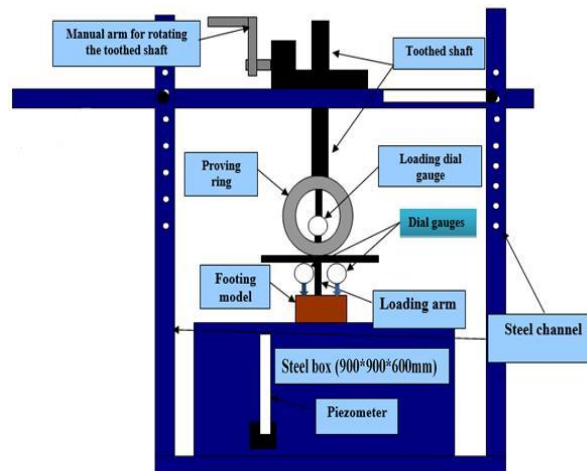 Manual arm for rotating
the toothed shaft
Toothed shaft
Proving
ring
Loading dial
gauge
Dial gauges
Footing
model
Loading arm
Steel channel
Steel box (900*900*600mm)
Piezometer